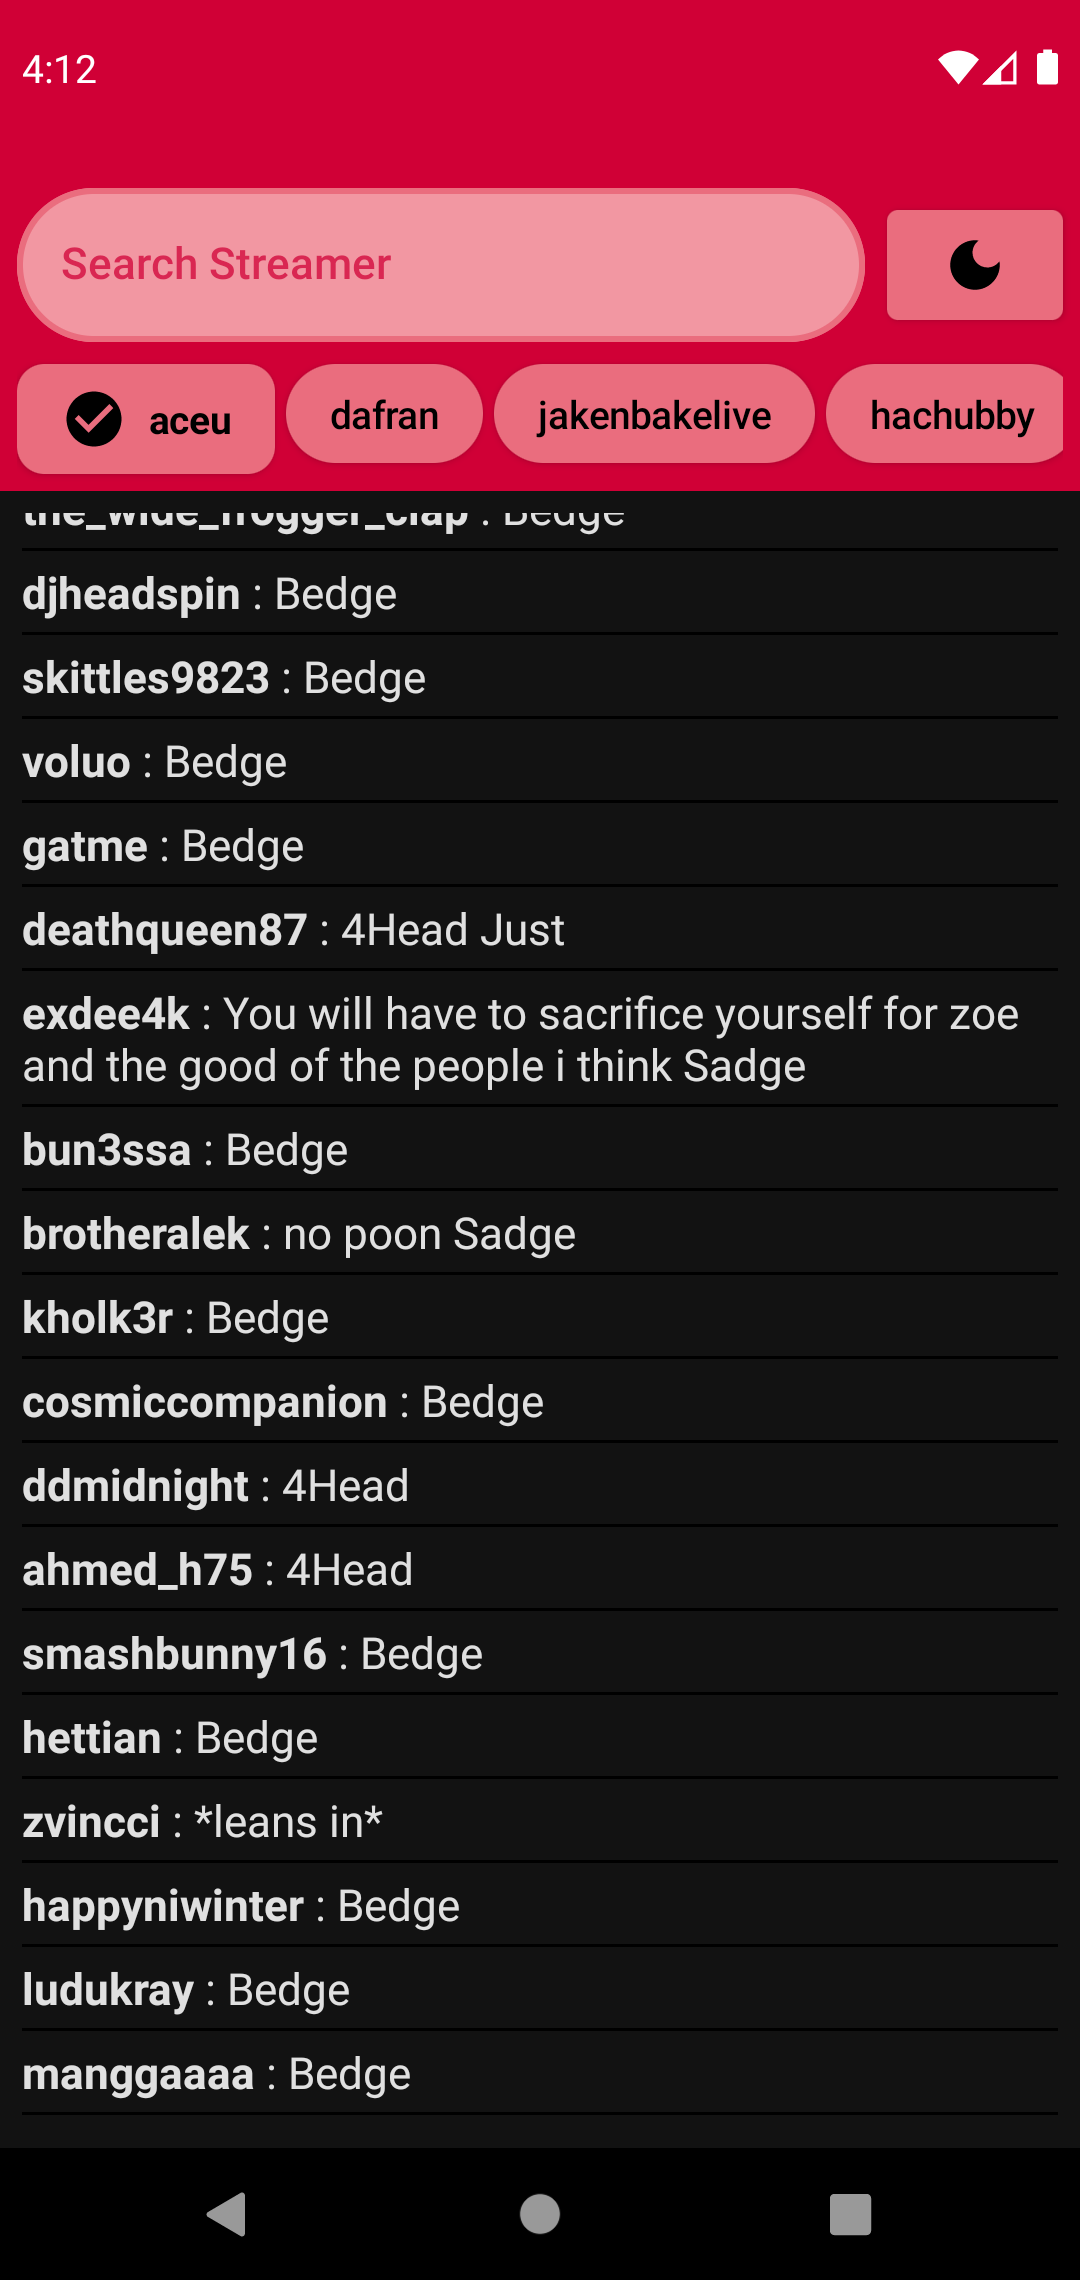 4:12
Search Streamer
aceu dafran jakenbakelive hachubby
the_wide_frogger_clap : Bedge
djheadspin : Bedge
skittles9823 : Bedge
voluo : Bedge
gatme : Bedge
deathqueen87 : 4Head Just
exdee4k : You will have to sacrifice yourself for zoe
and the good of the people i think Sadge
bun3ssa : Bedge
brotheralek : no poon Sadge
kholk3r : Bedge
cosmiccompanion : Bedge
ddmidnight : 4Head
ahmed_h75 : 4Head
smashbunny16 : Bedge
hettian : Bedge
zvincci : *leans in*
happyniwinter : Bedge
ludukray : Bedge
manggaaaa : Bedge